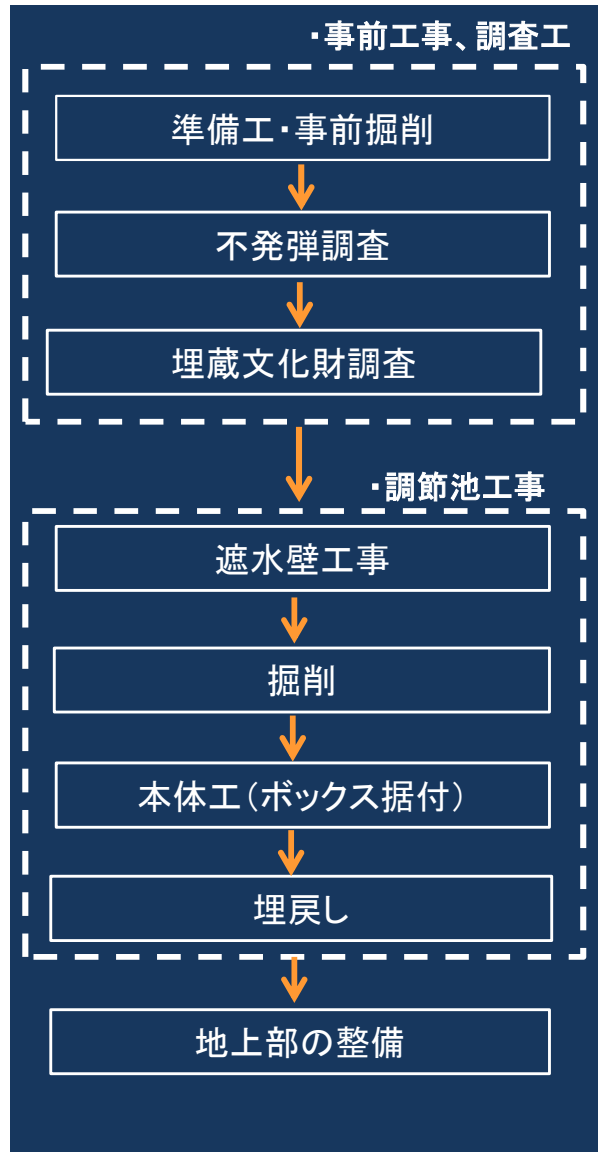 ・事前工事、調査工
準備工・事前掘削
不発弾調査
埋蔵文化財調査
・調節池工事
遮水壁工事
掘削
本体工（ボックス据付）
埋戻し
地上部の整備